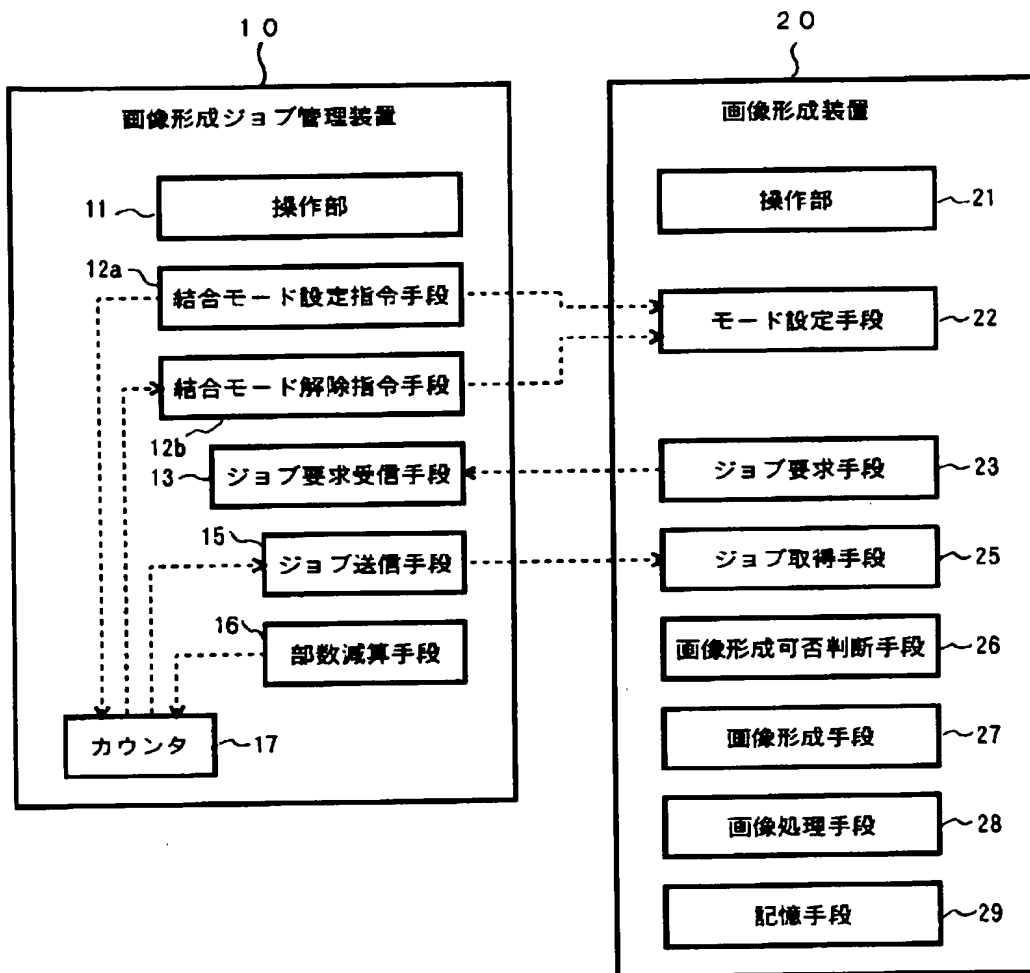 10
画像形成ジョブ管理装置
11
操作部
12a
結合モード設定指令手段
結合モード解除指令手段
12b
13
ジョブ要求受信手段
15
ジョブ送信手段
16
部数減算手段
カウンタ
17
20
画像形成装置
操作部
21
モード設定手段
22
ジョブ要求手段
23
ジョブ取得手段
25
画像形成可否判断手段
26
画像形成手段
27
画像処理手段
28
記憶手段
29